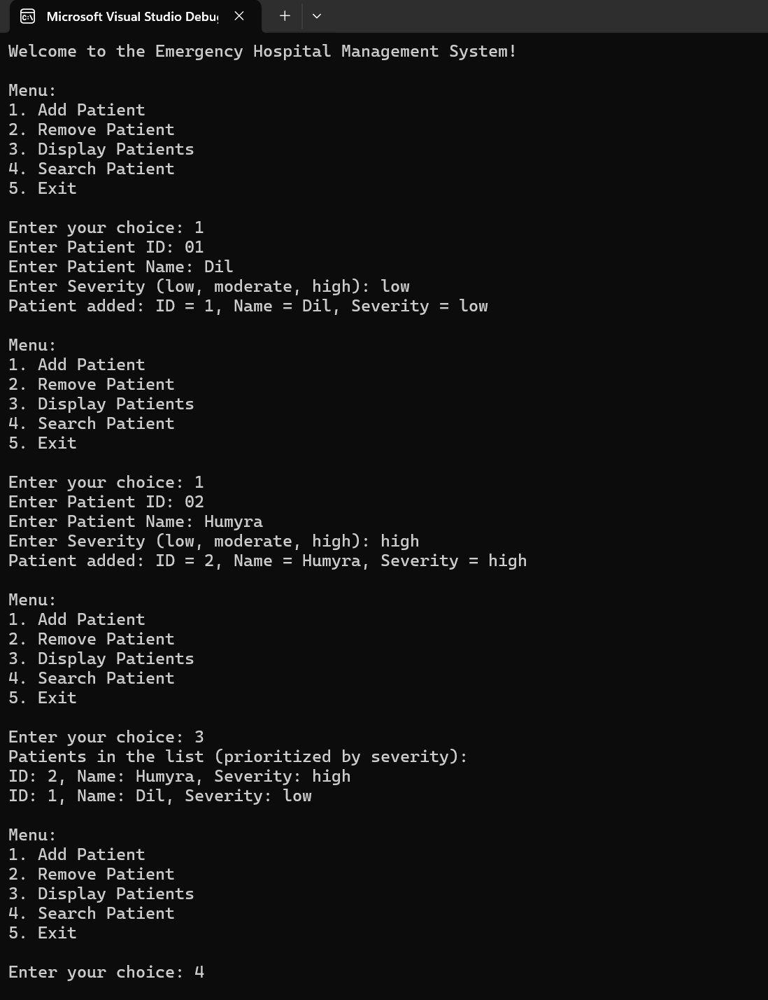 Microsoft Visual Studio Debu
Welcome to the Emergency Hospital Management System!
Menu:
1. Add Patient
2. Remove Patient
3. Display Patients
4. Search Patient
5. Exit
Enter your choice: 1
Enter Patient ID: 01
Enter Patient Name: Dil
Enter Severity (low, moderate, high): low
Patient added: ID = 1, Name = Dil, Severity = low
Menu:
1. Add Patient
2. Remove Patient
3. Display Patients
4. Search Patient
5. Exit
Enter your choice: 1
Enter Patient ID: 02
Enter Patient Name: Humyra
Enter Severity (low, moderate, high): high
Patient added: ID = 2, Name = Humyra, Severity = high
Menu:
1. Add Patient
2. Remove Patient
3. Display Patients
4. Search Patient
5. Exit
Enter your choice: 3
Patients in the list (prioritized by severity):
ID: 2, Name: Humyra, Severity: high
ID: 1, Name: Dil, Severity: low
Menu:
1. Add Patient
2. Remove Patient
3. Display Patients
4. Search Patient
5. Exit
Enter your choice: 4